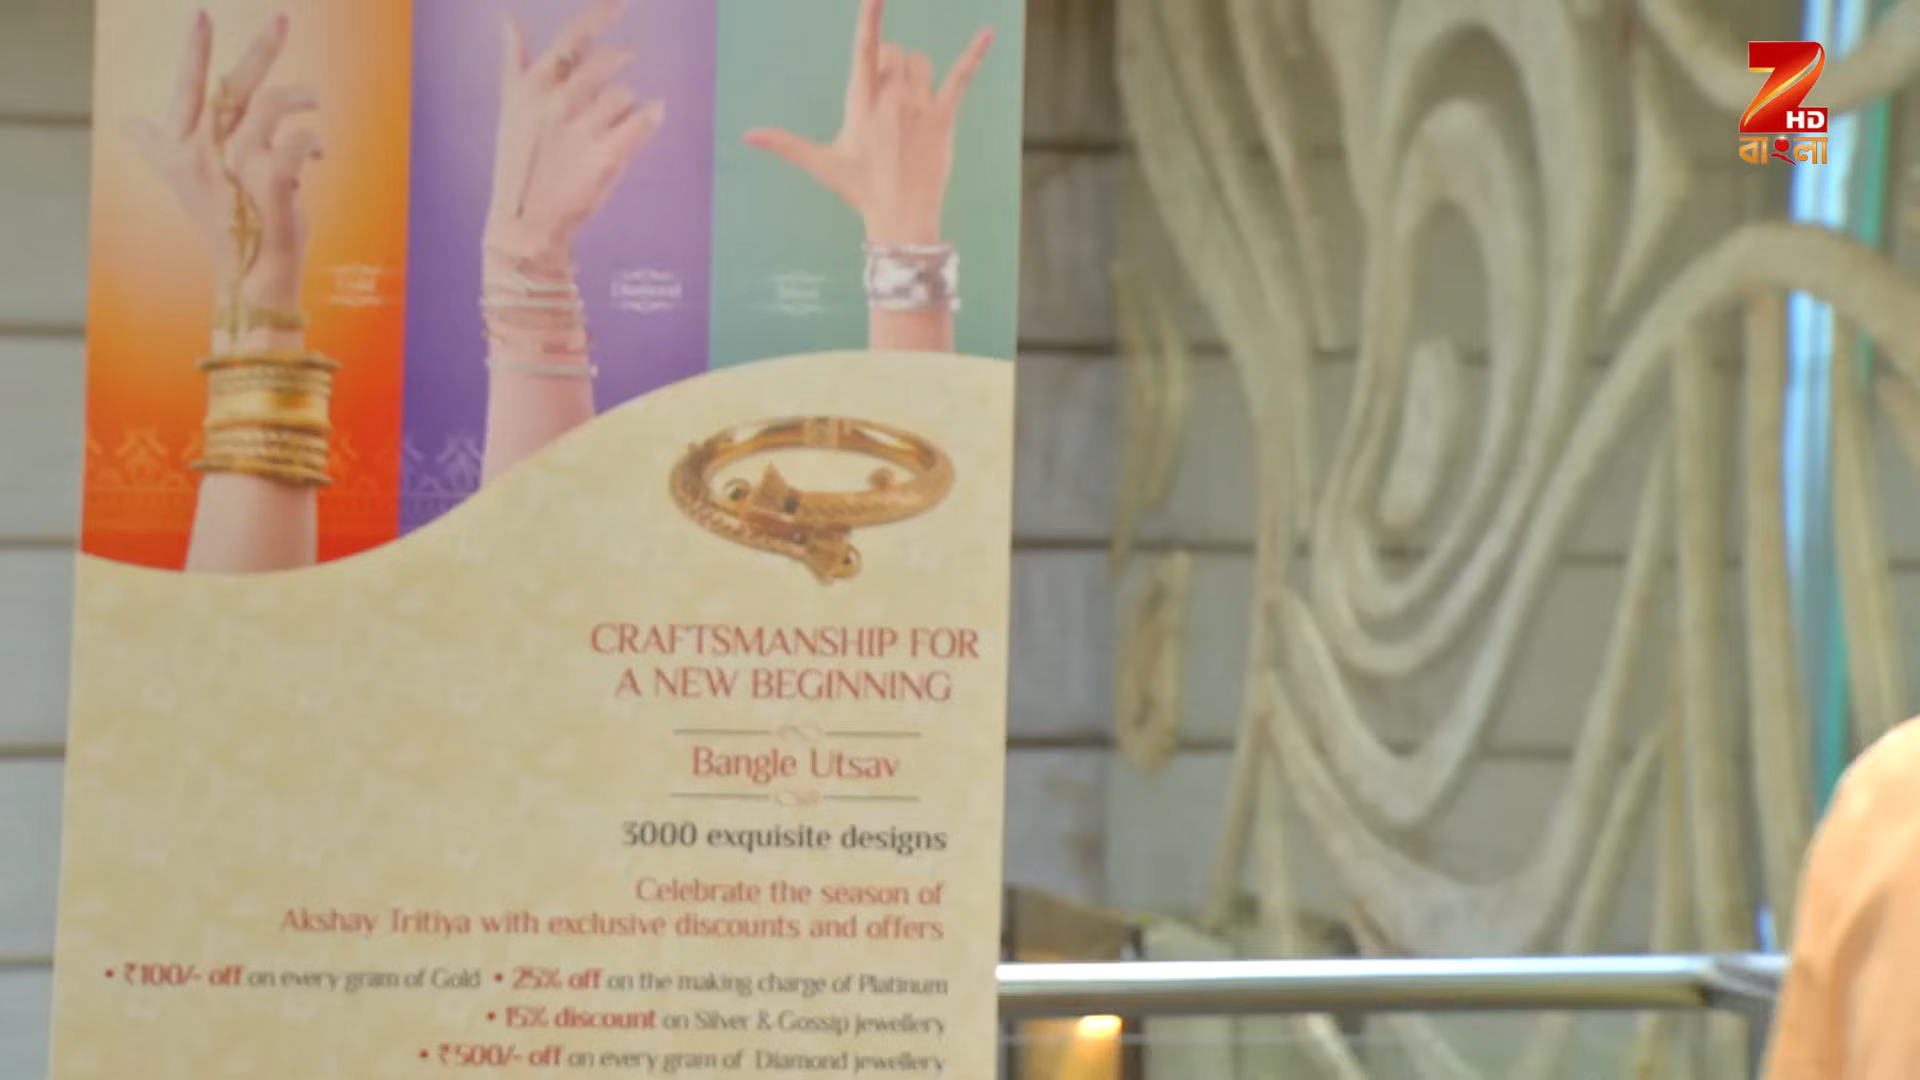 Z
HD
বাংলা
Gold
Diamond
CRAFTSMANSHIP FOR
A NEW BEGINNING
Bangle Utsav
3000 exquisite designs
Celebrate the season of
Akshay Tritiya with exclusive discounts and offers
• ₹100/- off on every gram of Gold • 25% off on the making charge of Platinum
• 15% discount on Silver & Gossip jewellery
• ₹500/- off on every gram of Diamond jewellery